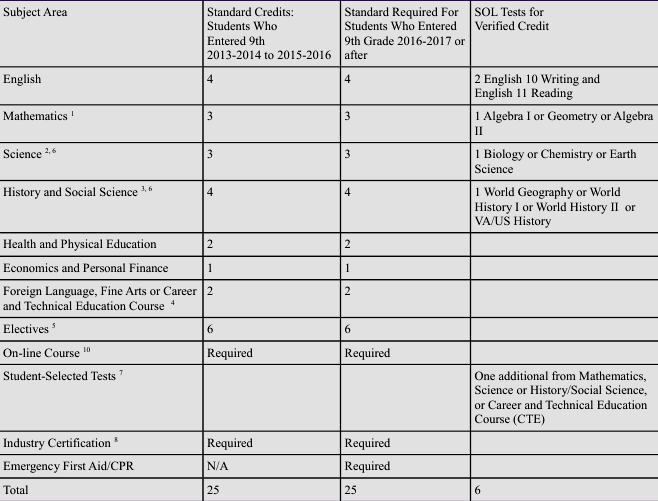 Subject Area
Standard Credits:
Students Who
Entered 9th
2013-2014 to 2015-2016
Standard Required For
Students Who Entered
9th Grade 2016-2017 or
after
SOL Tests for
Verified Credit
English
4
4
2 English 10 Writing and
English 11 Reading
Mathematics 1
3
3
1 Algebra I or Geometry or Algebra
II
Science 2, 6
3
3
1 Biology or Chemistry or Earth
Science
History and Social Science 3, 6
4
4
1 World Geography or World
History I or World History II or
VA/US History
Health and Physical Education
2
2
Economics and Personal Finance
1
1
Foreign Language, Fine Arts or Career
and Technical Education Course 4
2
2
Electives 5
6
6
On-line Course 10
Required
Required
Student-Selected Tests 7
One additional from Mathematics,
Science or History/Social Science,
or Career and Technical Education
Course (CTE)
Industry Certification 8
Required
Required
Emergency First Aid/CPR
N/A
Required
Total
25
25
6